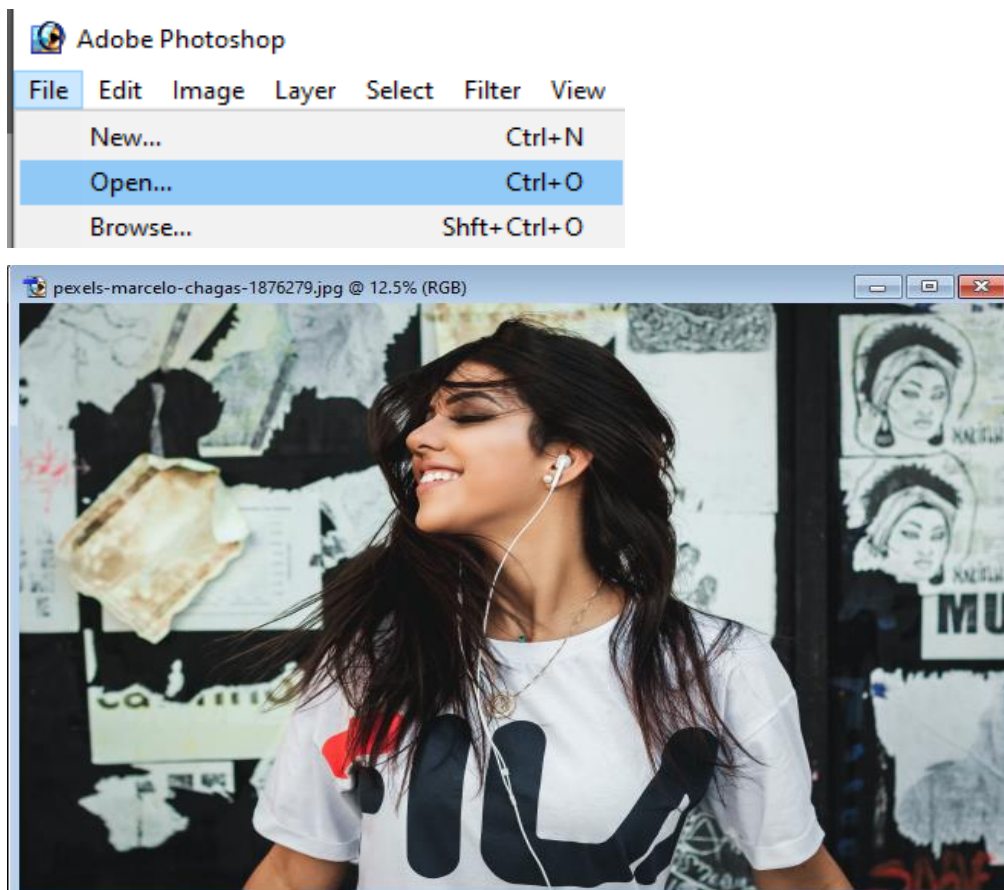 Adobe Photoshop
File Edit Image Layer Select Filter View
New... Ctrl+N
Open... Ctrl+O
Browse... Shft+Ctrl+O
pexels-marcelo-chagas-1876279.jpg @ 12.5% (RGB)
MU
FILA